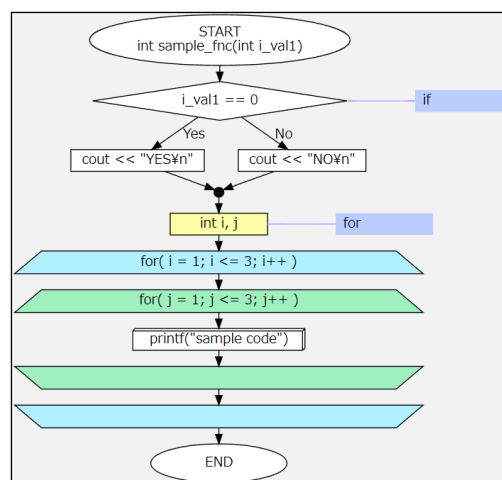 START
int sample_fnc(int i_val1)
i_val1 == 0
if
Yes
No
cout << "YES¥n"
cout << "NO¥n"
int i, j
for
for( i = 1; i <= 3; i++ )
for( j = 1; j <= 3; j++ )
printf("sample code")
END